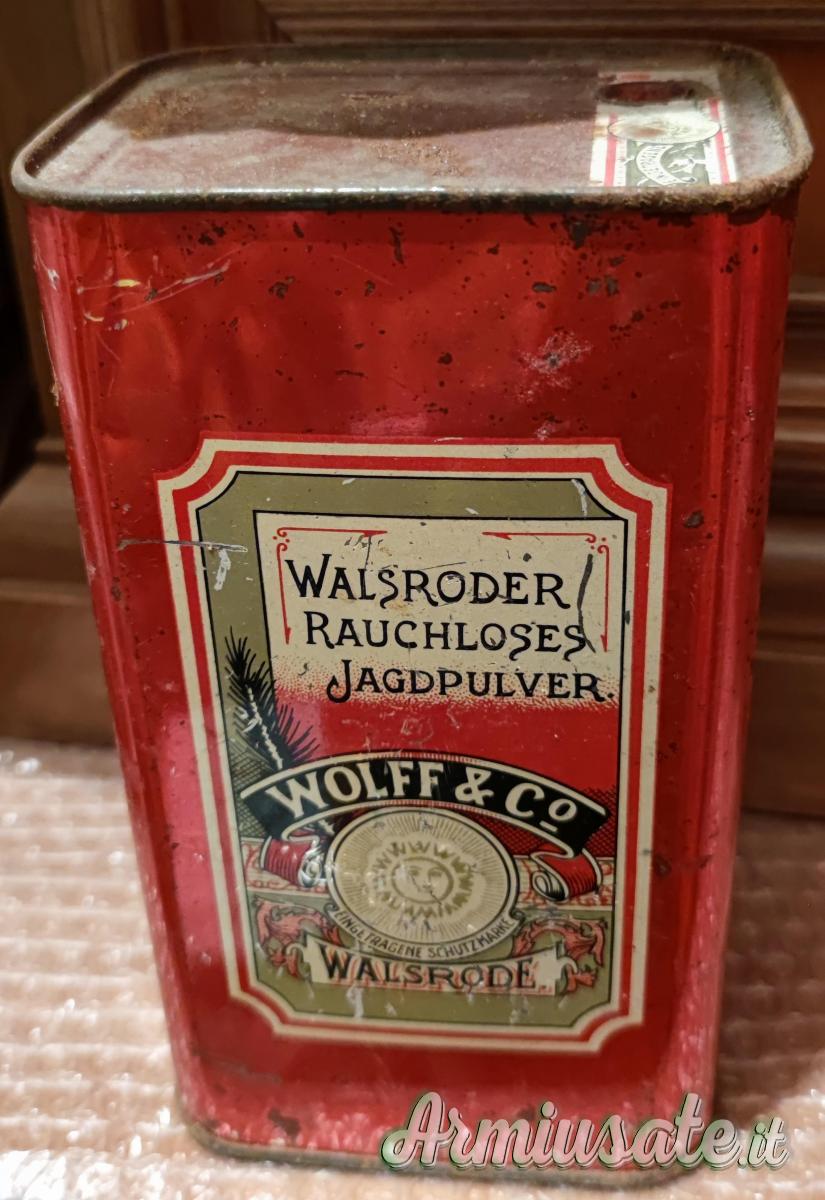 WALSRODER
RAUCHLOSES
JAGDPULVER.
WOLFF & Co
EINGETRAGENE SCHUTZMARKE
WALSRODE
Armiusate.it